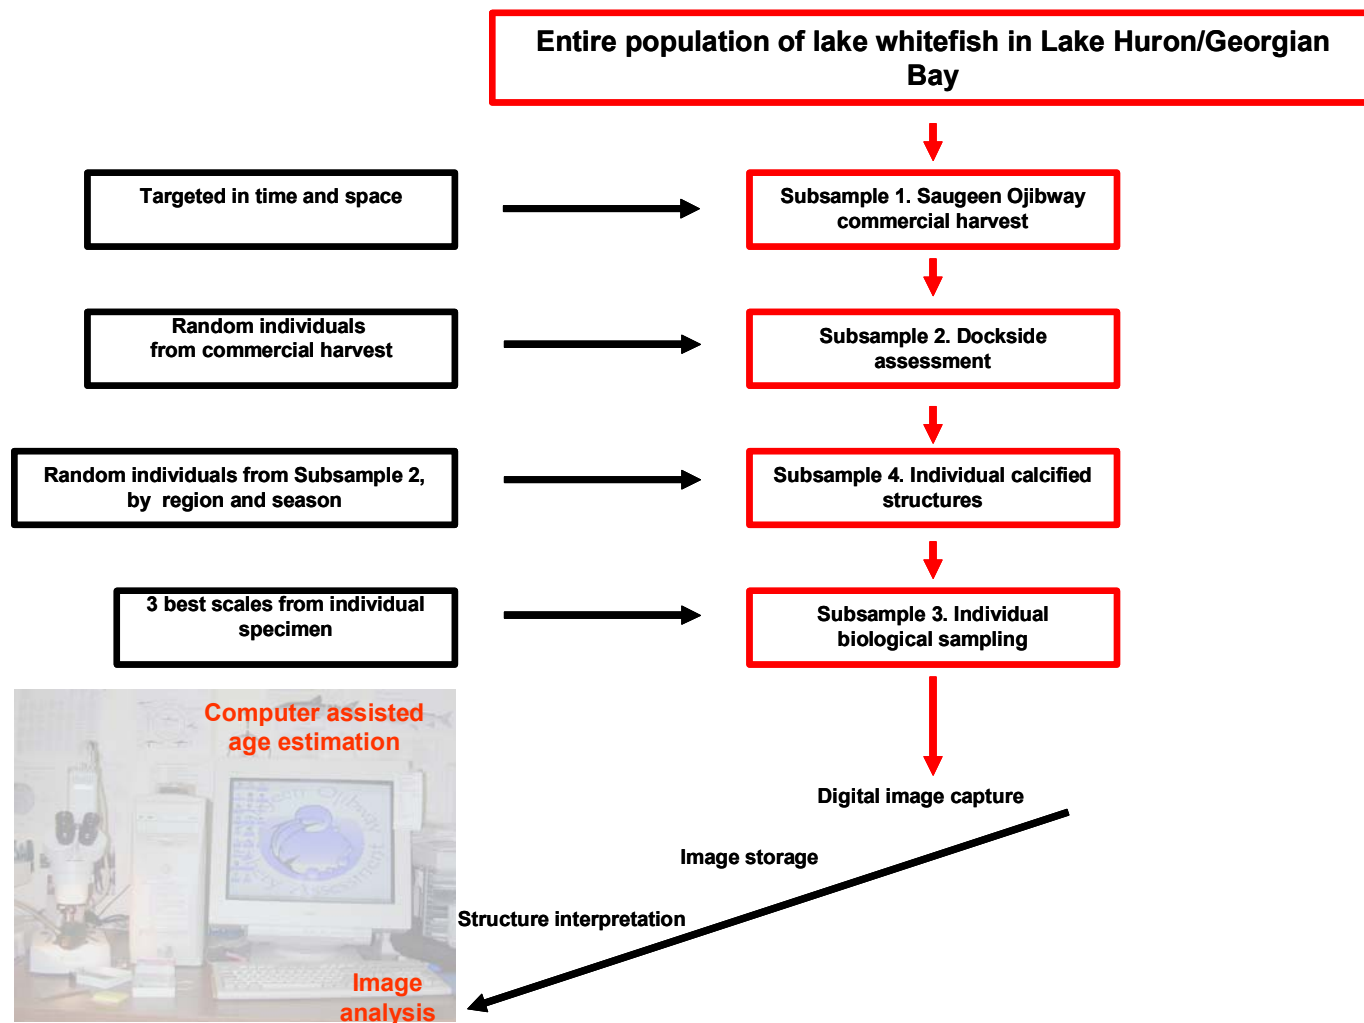 Entire population of lake whitefish in Lake Huron/Georgian
Bay
Targeted in time and space
Subsample 1. Saugeen Ojibway
commercial harvest
Random individuals
from commercial harvest
Subsample 2. Dockside
assessment
Random individuals from Subsample 2,
by region and season
Subsample 4. Individual calcified
structures
3 best scales from individual
specimen
Subsample 3. Individual
biological sampling
Computer assisted
age estimation
Digital image capture
Image storage
Structure interpretation
Image
analysis